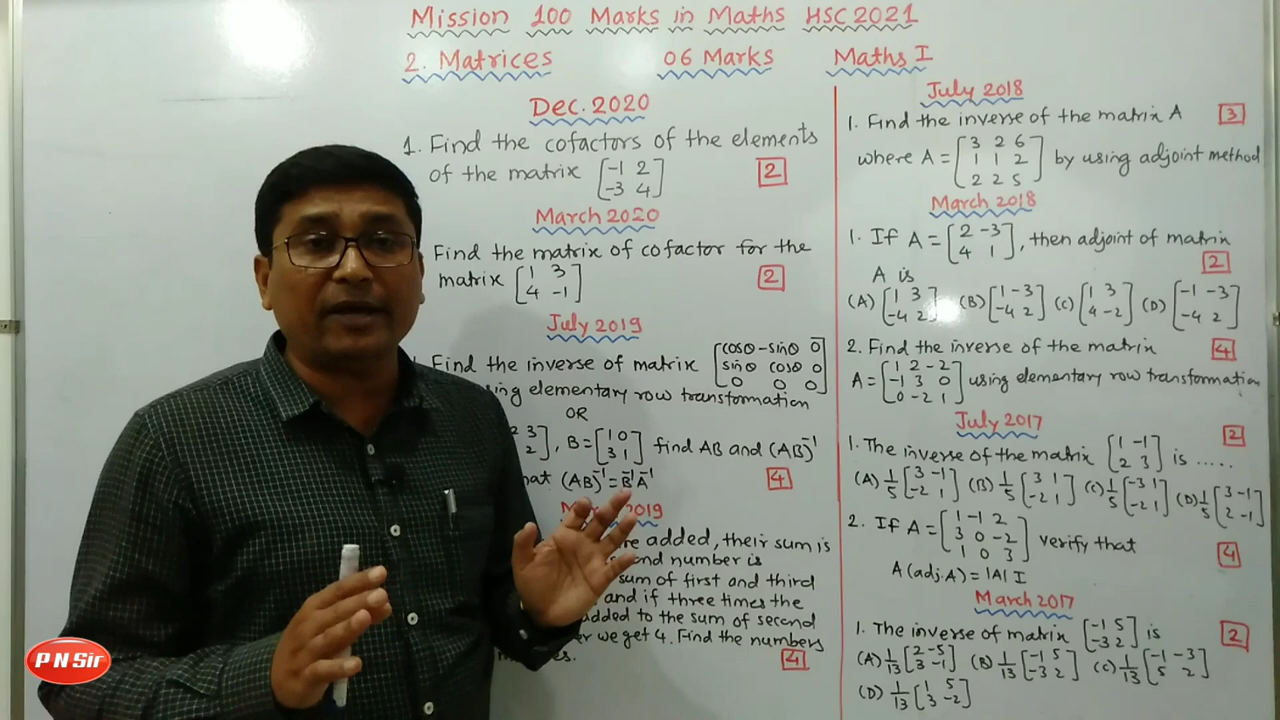 Mission 100 Marks in Maths HSC 2021
2. Matrices 06 Marks Maths I
Dec. 2020
1. Find the cofactors of the elements
of the matrix [-1 2
-3 4] 2
March 2020
Find the matrix of cofactor for the
matrix [1 3
4 -1] 2
July 2019
Find the inverse of matrix [cosθ -sinθ 0
sinθ cosθ 0
0 0 0]
elementary row transformation
OR
3
2], B = [1 0
3 1] find AB and (AB)⁻¹
(AB)⁻¹ = B⁻¹A⁻¹ 4
2019
added, their sum is
number is
sum of first and third
and if three times the
added to the sum of second
we get 4. Find the numbers
4
July 2018
1. Find the inverse of the matrix A 3
where A = [3 2 6
1 1 2
2 2 5] by using adjoint method
March 2018
1. If A = [2 -3
4 1], then adjoint of matrix
A is 2
(A) [1 3
-4 2] (B) [1 -3
-4 2] (C) [1 3
4 -2] (D) [-1 -3
-4 2]
2. Find the inverse of the matrix 4
A = [1 2 -2
-1 3 0
0 -2 1] using elementary row transformation
July 2017
1. The inverse of the matrix [1 -1
2 3] is ..... 2
(A) 1/5 [3 -1
-2 1] (B) 1/5 [3 1
-2 1] (C) 1/5 [-3 1
-2 1] (D) 1/5 [3 -1
2 -1]
2. If A = [1 -1 2
3 0 -2
1 0 3] verify that 4
A (adj. A) = |A| I
March 2017
1. The inverse of matrix [-1 5
-3 2] is 2
(A) 1/13 [2 -5
3 -1] (B) 1/13 [-1 5
-3 2] (C) 1/13 [-1 -3
5 2]
(D) 1/13 [1 5
3 -2]
P N Sir